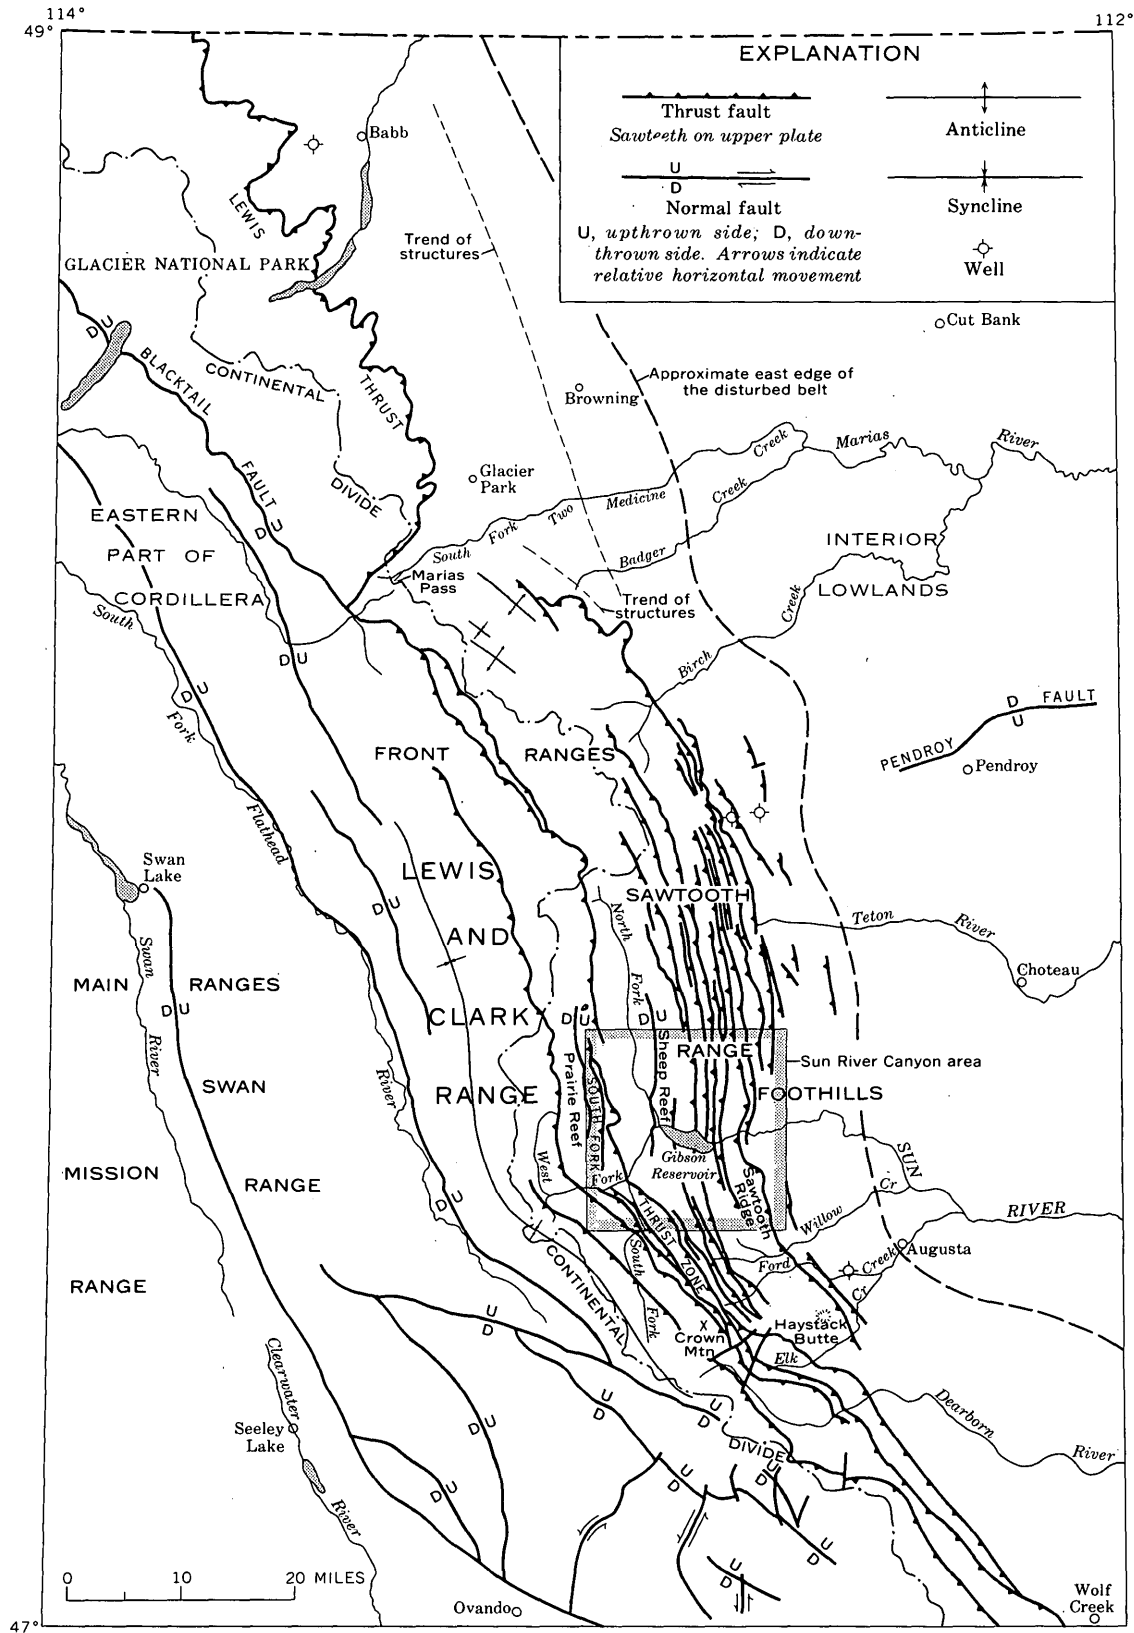 114°
112°
49°
EXPLANATION
Thrust fault
Sawteeth on upper plate
Anticline
U
D
Normal fault
U, upthrown side; D, down-
thrown side. Arrows indicate
relative horizontal movement
Syncline
Well
Babb
LEWIS
Trend of
structures
GLACIER NATIONAL PARK
Cut Bank
U
D
BLACKTAIL
CONTINENTAL
THRUST
Approximate east edge of
the disturbed belt
Browning
Creek
Marias
River
FAULT
DIVIDE
Glacier
Park
South Fork Two Medicine
Creek
EASTERN
PART OF
CORDILLERA
D U
Badger
INTERIOR
LOWLANDS
Marias
Pass
Trend of
structures
Creek
South
D U
Birch
D U
Fork
D
U
FAULT
PENDROY
Pendroy
FRONT
RANGES
Flathead
Swan
Lake
LEWIS
SAWTOOTH
D U
North
Teton
River
AND
Swan
MAIN
RANGES
Fork
Choteau
D U
CLARK
D U
D U
River
RANGE
Sun River Canyon area
Prairie Reef
SOUTH FORK
Sheep Reef
SWAN
River
RANGE
FOOTHILLS
Gibson
Reservoir
SUN
MISSION
RANGE
West
Fork
Sawtooth
Ridge
Cr
D U
THRUST
Willow
RIVER
RANGE
CONTINENTAL
South
ZONE
Ford
Creek
Augusta
Cr
U
D
Fork
X
Crown
Mtn
Haystack
Butte
Elk
Clearwater
U
D
U
D
Dearborn
Seeley
Lake
D U
DIVIDE
River
U
D
U
D
D U
River
U
D
0 10 20 MILES
U
D
Wolf
Creek
Ovando
47°